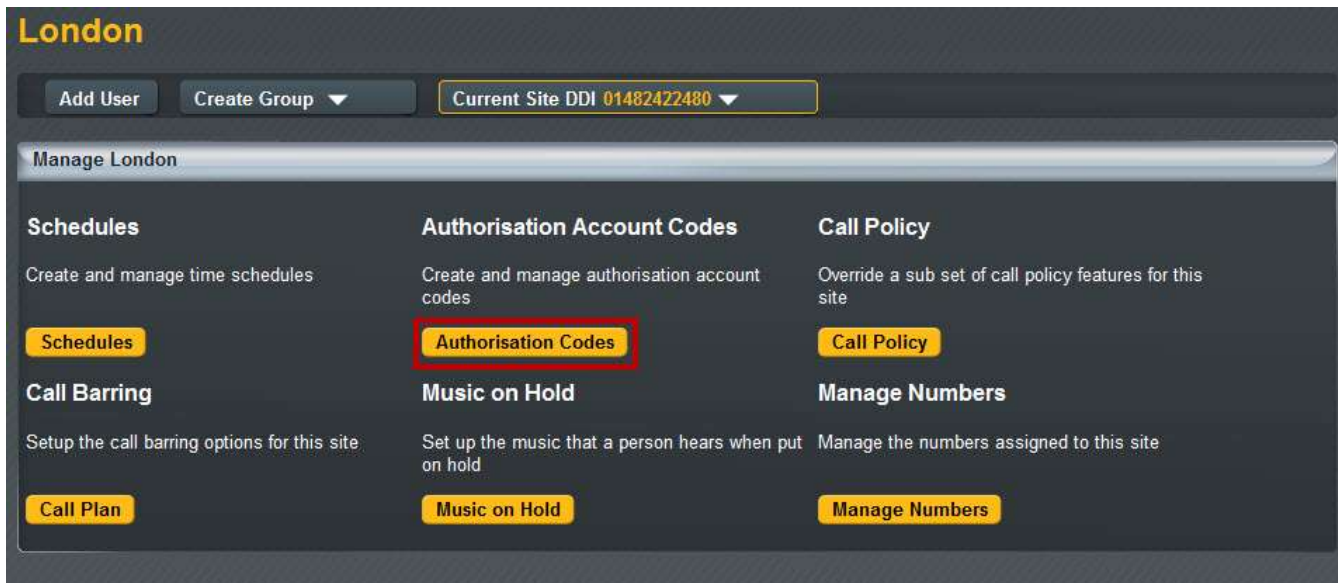 London
Add User Create Group Current Site DDI 01482422480
Manage London
Schedules Authorisation Account Codes Call Policy
Create and manage time schedules Create and manage authorisation account Override a sub set of call policy features for this
codes site
Schedules Authorisation Codes Call Policy
Call Barring Music on Hold Manage Numbers
Setup the call barring options for this site Set up the music that a person hears when put Manage the numbers assigned to this site
on hold
Call Plan Music on Hold Manage Numbers